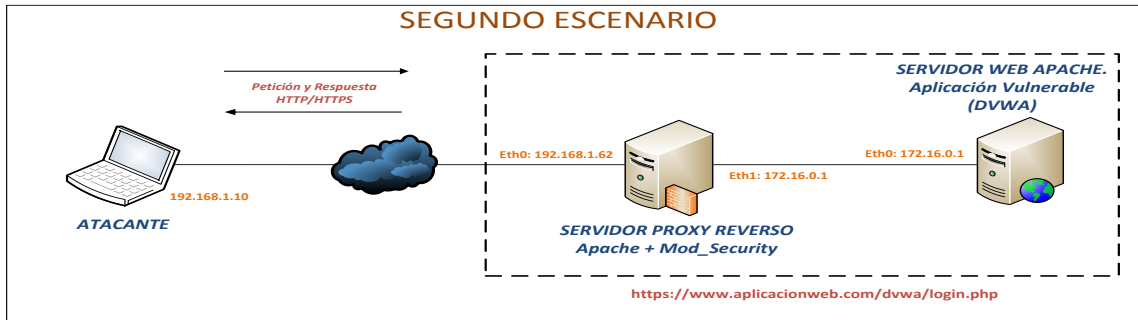 SEGUNDO ESCENARIO
Petición y Respuesta
HTTP/HTTPS
SERVIDOR WEB APACHE.
Aplicación Vulnerable
(DVWA)
Eth0: 192.168.1.62
Eth0: 172.16.0.1
Eth1: 172.16.0.1
192.168.1.10
ATACANTE
SERVIDOR PROXY REVERSO
Apache + Mod_Security
https://www.aplicacionweb.com/dvwa/login.php